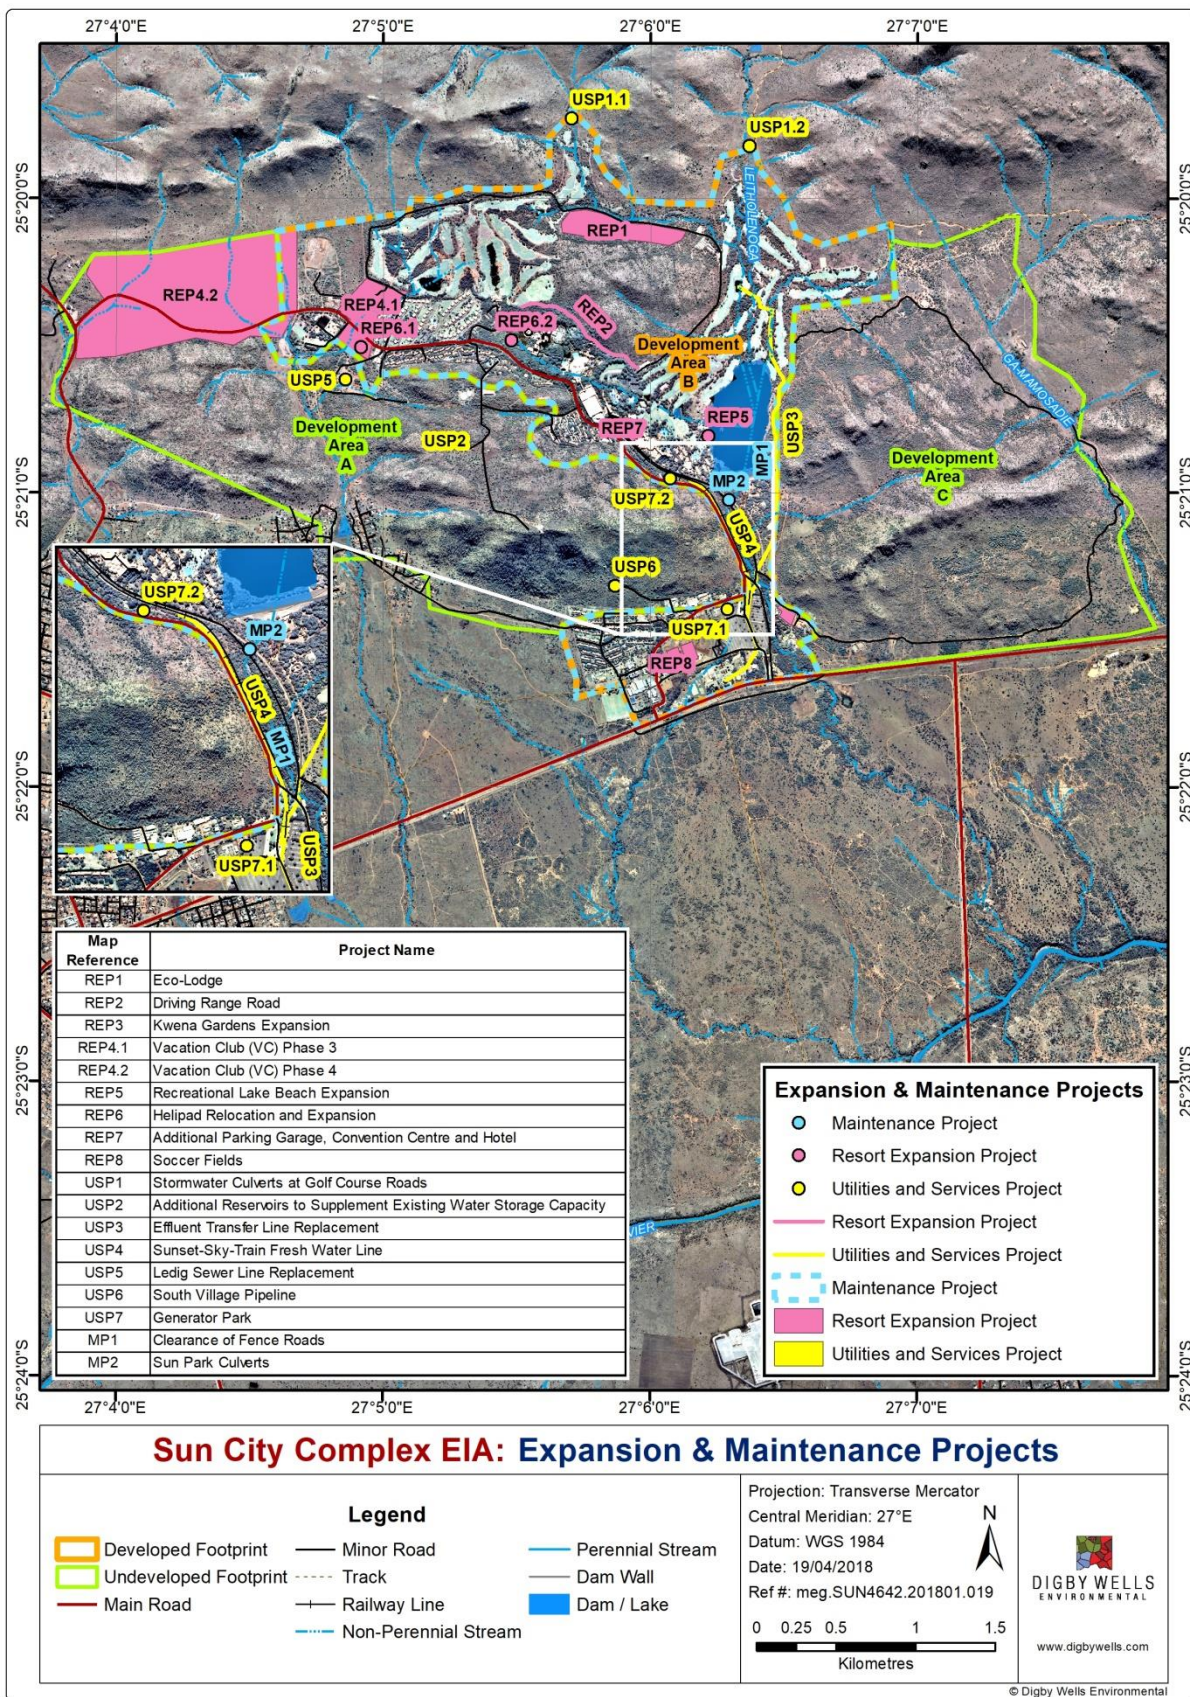 27°4'0"E 27°5'0"E 27°6'0"E 27°7'0"E
USP1.1
USP1.2
25°20'0"S 25°20'0"S
LEITHOLENOGA
REP1
REP4.2
REP4.1
REP6.1
REP6.2
REP2
USP5
Development
Area
B
GA-MAMOSADIE
Development
Area
A
USP2
REP7
REP5
USP3
MP1
Development
Area
C
25°21'0"S 25°21'0"S
USP7.2
MP2
USP4
USP6
USP7.1
REP8
USP7.2
MP2
USP4
MP1
USP7.1
USP3
25°22'0"S 25°22'0"S
Map Reference Project Name
REP1 Eco-Lodge
REP2 Driving Range Road
REP3 Kwena Gardens Expansion
REP4.1 Vacation Club (VC) Phase 3
REP4.2 Vacation Club (VC) Phase 4
REP5 Recreational Lake Beach Expansion
REP6 Helipad Relocation and Expansion
REP7 Additional Parking Garage, Convention Centre and Hotel
REP8 Soccer Fields
USP1 Stormwater Culverts at Golf Course Roads
USP2 Additional Reservoirs to Supplement Existing Water Storage Capacity
USP3 Effluent Transfer Line Replacement
USP4 Sunset-Sky-Train Fresh Water Line
USP5 Ledig Sewer Line Replacement
USP6 South Village Pipeline
USP7 Generator Park
MP1 Clearance of Fence Roads
MP2 Sun Park Culverts
25°23'0"S 25°23'0"S
VIER
Expansion & Maintenance Projects
Maintenance Project
Resort Expansion Project
Utilities and Services Project
Resort Expansion Project
Utilities and Services Project
Maintenance Project
Resort Expansion Project
Utilities and Services Project
25°24'0"S 25°24'0"S
27°4'0"E 27°5'0"E 27°6'0"E 27°7'0"E
Sun City Complex EIA: Expansion & Maintenance Projects
Legend
Developed Footprint
Undeveloped Footprint
Main Road
Minor Road
Track
Railway Line
Non-Perennial Stream
Perennial Stream
Dam Wall
Dam / Lake
Projection: Transverse Mercator
Central Meridian: 27°E
Datum: WGS 1984
Date: 19/04/2018
Ref #: meg.SUN4642.201801.019
N
0 0.25 0.5 1 1.5
Kilometres
DIGBY WELLS
ENVIRONMENTAL
www.digbywells.com
© Digby Wells Environmental